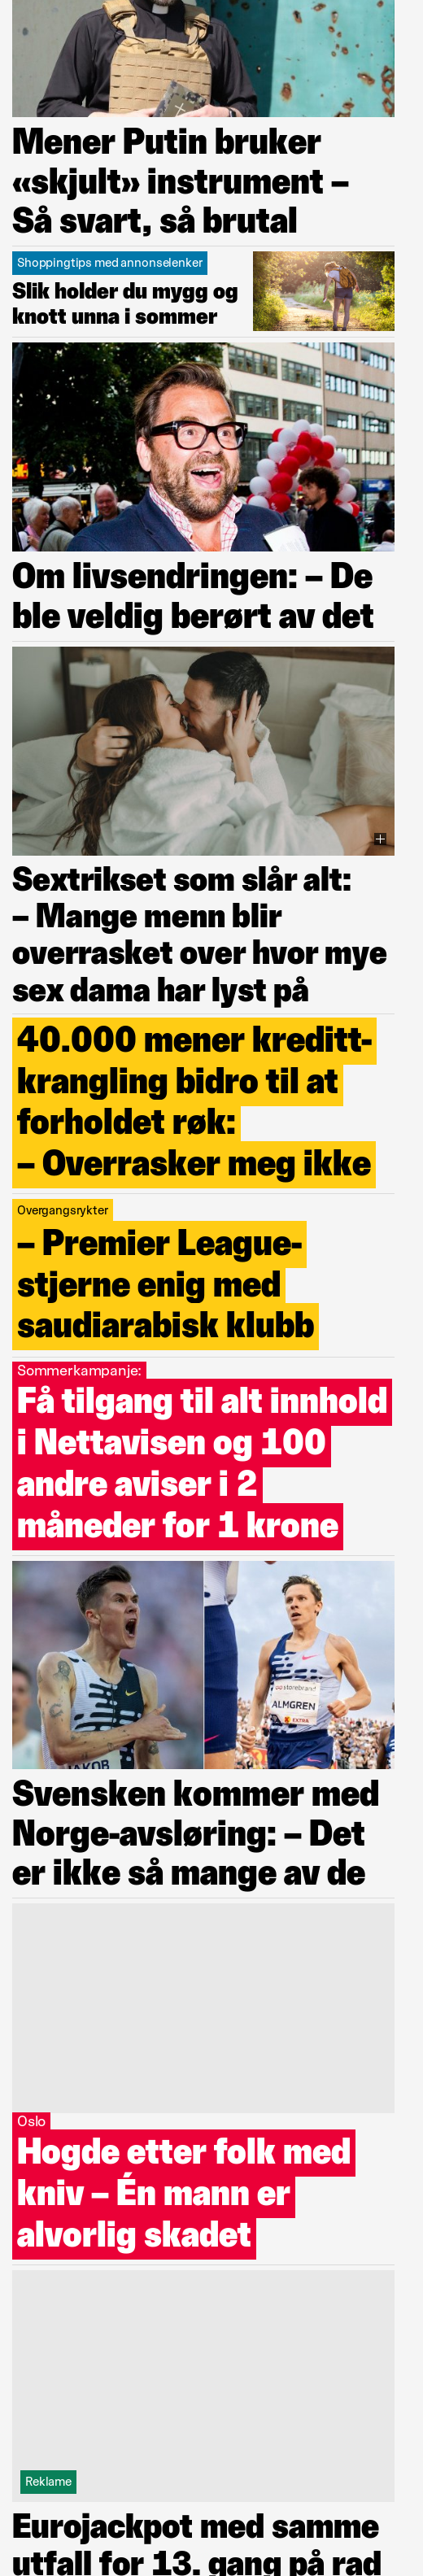 Mener Putin bruker
«skjult» instrument –
Så svart, så brutal
Shoppingtips med annonselenker
Slik holder du mygg og
knott unna i sommer
Om livsendringen: – De
ble veldig berørt av det
Sextrikset som slår alt:
– Mange menn blir
overrasket over hvor mye
sex dama har lyst på
40.000 mener kreditt-
krangling bidro til at
forholdet røk:
– Overrasker meg ikke
Overgangsrykter
– Premier League-
stjerne enig med
saudiarabisk klubb
Sommerkampanje:
Få tilgang til alt innhold
i Nettavisen og 100
andre aviser i 2
måneder for 1 krone
storebrand
ALMGREN
EXTRA
JAKOB
Svensken kommer med
Norge-avsløring: – Det
er ikke så mange av de
Oslo
Hogde etter folk med
kniv – Én mann er
alvorlig skadet
Reklame
Eurojackpot med samme
utfall for 13. gang på rad